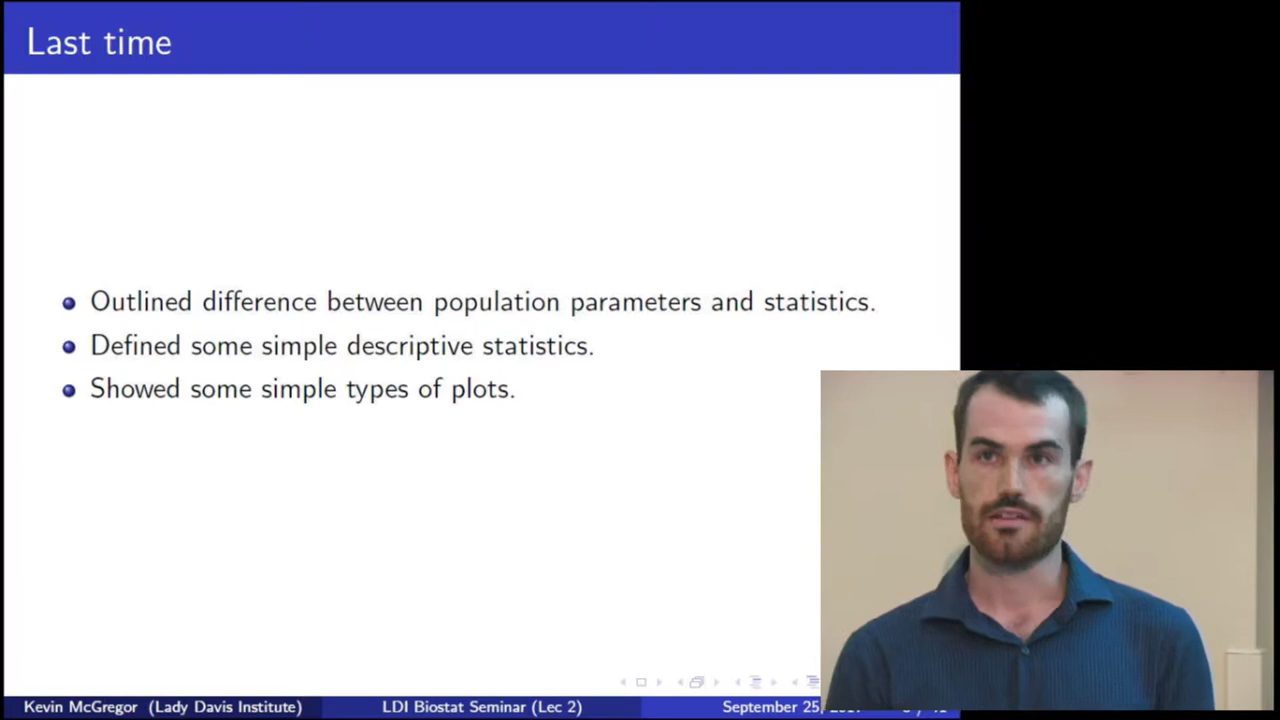 Last time
Outlined difference between population parameters and statistics.
Defined some simple descriptive statistics.
Showed some simple types of plots.
Kevin McGregor (Lady Davis Institute) LDI Biostat Seminar (Lec 2) September 25,